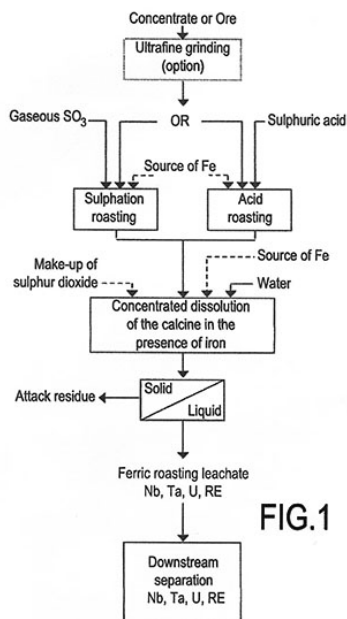 Concentrate or Ore
Ultrafine grinding
(option)
Gaseous SO3
OR
Sulphuric acid
Source of Fe
Sulphation
roasting
Acid
roasting
Make-up of
sulphur dioxide
Source of Fe
Water
Concentrated dissolution
of the calcine in the
presence of iron
Attack residue
Solid
Liquid
Ferric roasting leachate
Nb, Ta, U, RE
FIG.1
Downstream
separation
Nb, Ta, U, RE